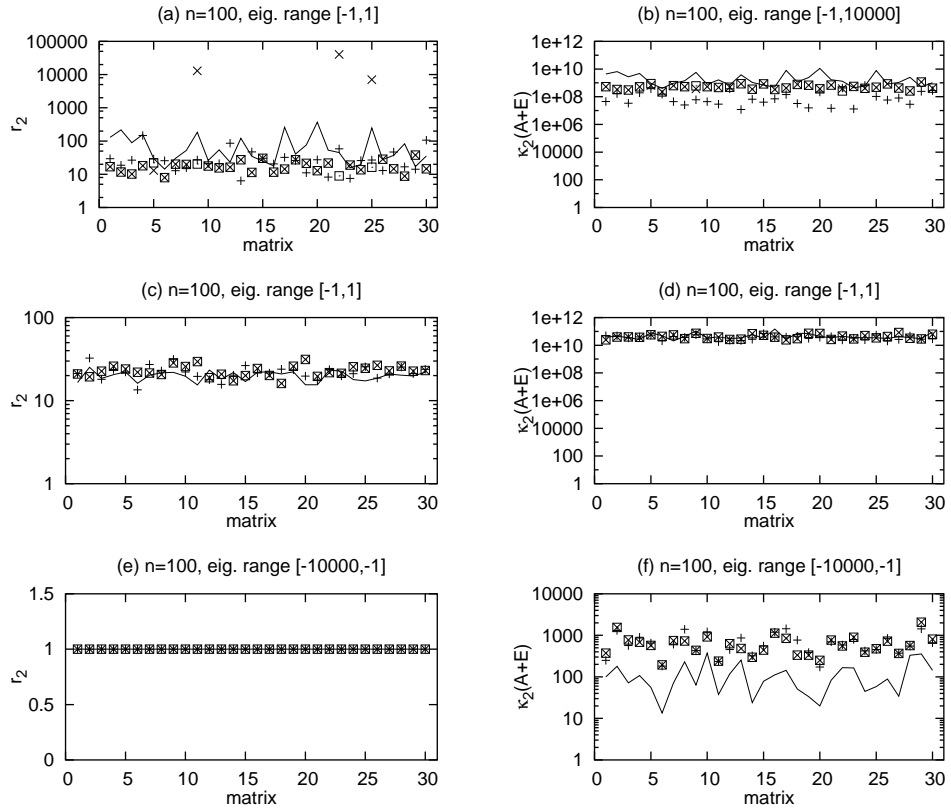 (a) n=100, eig. range [-1,1]
100000
10000
1000
100
10
1
r2
0 5 10 15 20 25 30
matrix
(b) n=100, eig. range [-1,10000]
1e+12
1e+10
1e+08
1e+06
10000
100
1
κ2(A+E)
0 5 10 15 20 25 30
matrix
(c) n=100, eig. range [-1,1]
100
10
1
r2
0 5 10 15 20 25 30
matrix
(d) n=100, eig. range [-1,1]
1e+12
1e+10
1e+08
1e+06
10000
100
1
κ2(A+E)
0 5 10 15 20 25 30
matrix
(e) n=100, eig. range [-10000,-1]
1.5
1
0.5
0
r2
0 5 10 15 20 25 30
matrix
(f) n=100, eig. range [-10000,-1]
10000
1000
100
10
1
κ2(A+E)
0 5 10 15 20 25 30
matrix